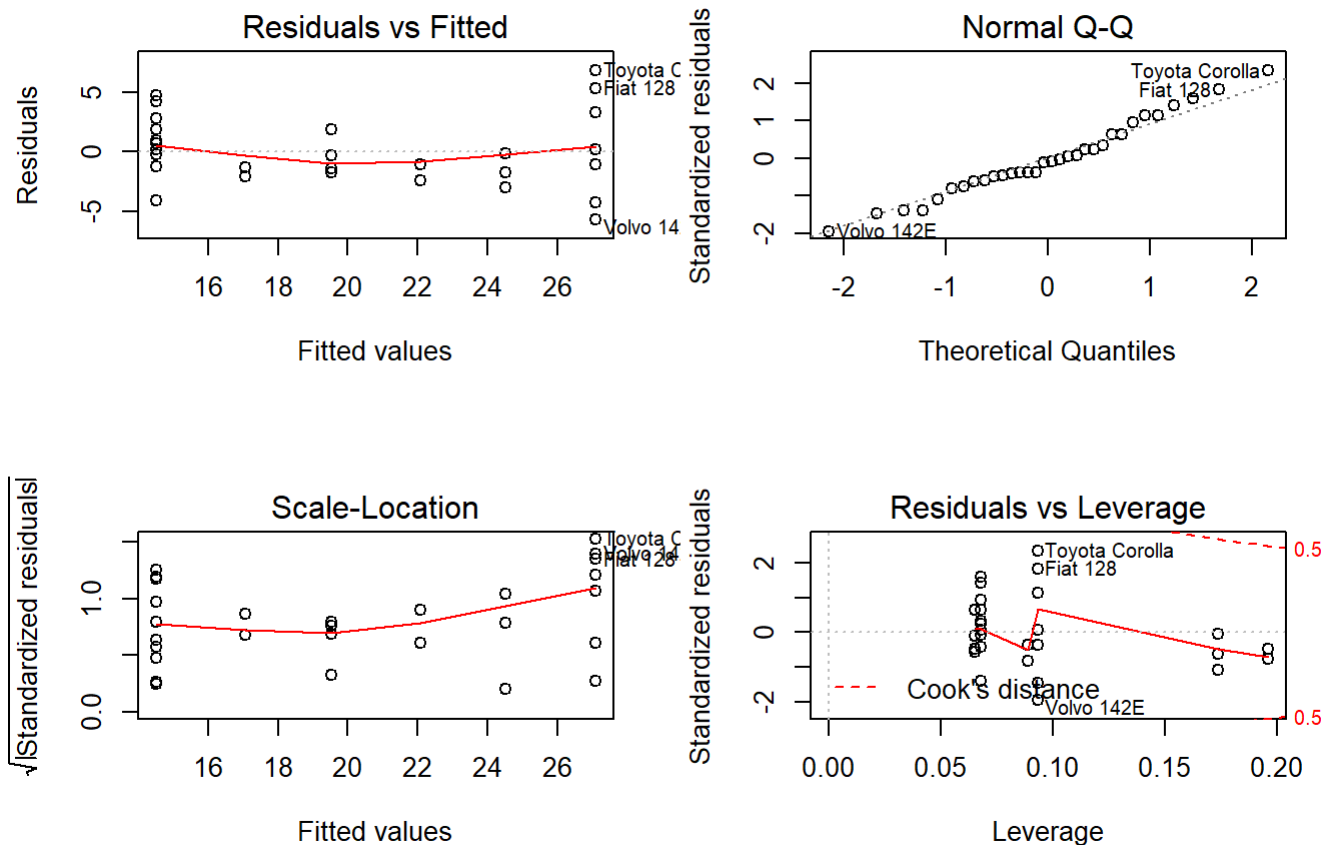 Residuals vs Fitted
Residuals
5
0
-5
Toyota C
Fiat 128
Volvo 14
16 18 20 22 24 26
Fitted values
Normal Q-Q
Standardized residuals
2
1
0
-2
Toyota Corolla
Fiat 128
Volvo 142E
-2 -1 0 1 2
Theoretical Quantiles
Scale-Location
√|Standardized residuals|
1.0
0.0
Toyota C
Volvo 14
Fiat 128
16 18 20 22 24 26
Fitted values
Residuals vs Leverage
Standardized residuals
2
0
-2
Toyota Corolla
Fiat 128
Cook's distance
Volvo 142E
0.5
0.5
0.00 0.05 0.10 0.15 0.20
Leverage